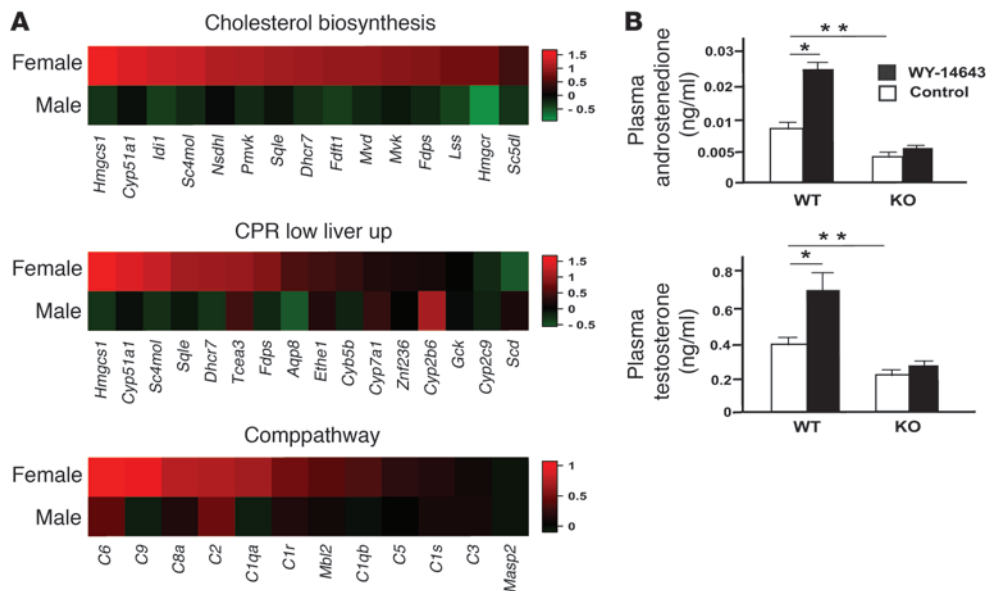 A
Cholesterol biosynthesis
Female
Male
1.5
1
0.5
0
- 0.5
Hmgcs1 Cyp51a1 Idi1 Sc4mol Nsdhl Pmvk Sqle Dhcr7 Fdft1 Mvd Mvk Fdps Lss Hmgcr Sc5dl
CPR low liver up
Female
Male
1.5
1
0.5
0
- 0.5
Hmgcs1 Cyp51a1 Sc4mol Sqle Dhcr7 Tcea3 Fdps Aqp8 Ethe1 Cyb5b Cyp7a1 Znf236 Cyp2b6 Gck Cyp2c9 Scd
Comppathway
Female
Male
1
0.5
0
C6 C9 C8a C2 C1qa C1r Mbl2 C1qb C5 C1s C3 Masp2
B
Plasma
androstenedione
(ng/ml)
0.03
0.02
0.01
0.005
0
* *
*
WY-14643
Control
WT KO
Plasma
testosterone
(ng/ml)
0.8
0.6
0.4
0.2
0
* *
*
WT KO